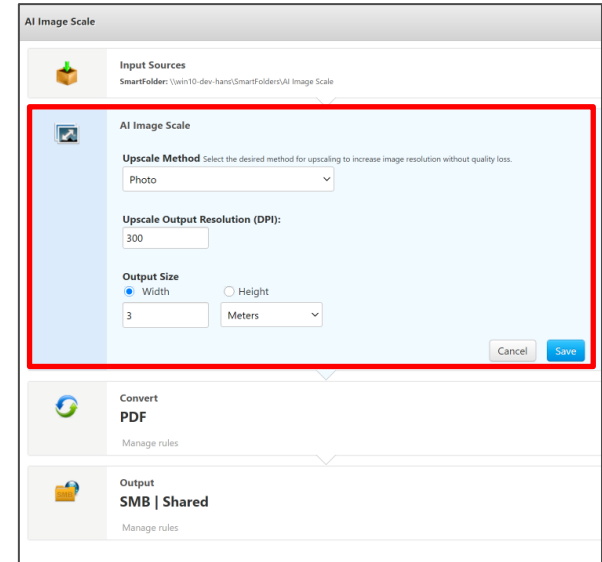 AI Image Scale
Input Sources
SmartFolder: \\win10-dev-hans\SmartFolders\AI Image Scale
AI Image Scale
Upscale Method Select the desired method for upscaling to increase image resolution without quality loss.
Photo
Upscale Output Resolution (DPI):
300
Output Size
Width Height
3 Meters
Cancel Save
Convert
PDF
Manage rules
Output
SMB
SMB | Shared
Manage rules